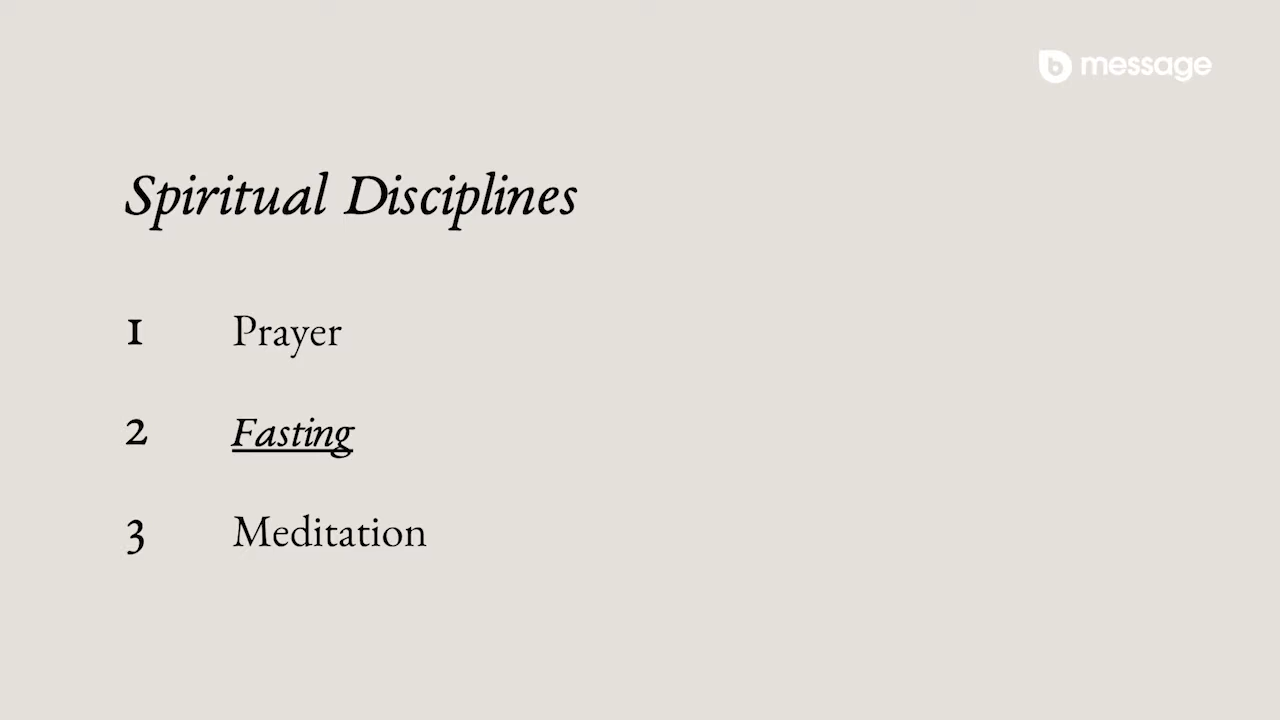 message
Spiritual Disciplines
1 Prayer
2 Fasting
3 Meditation